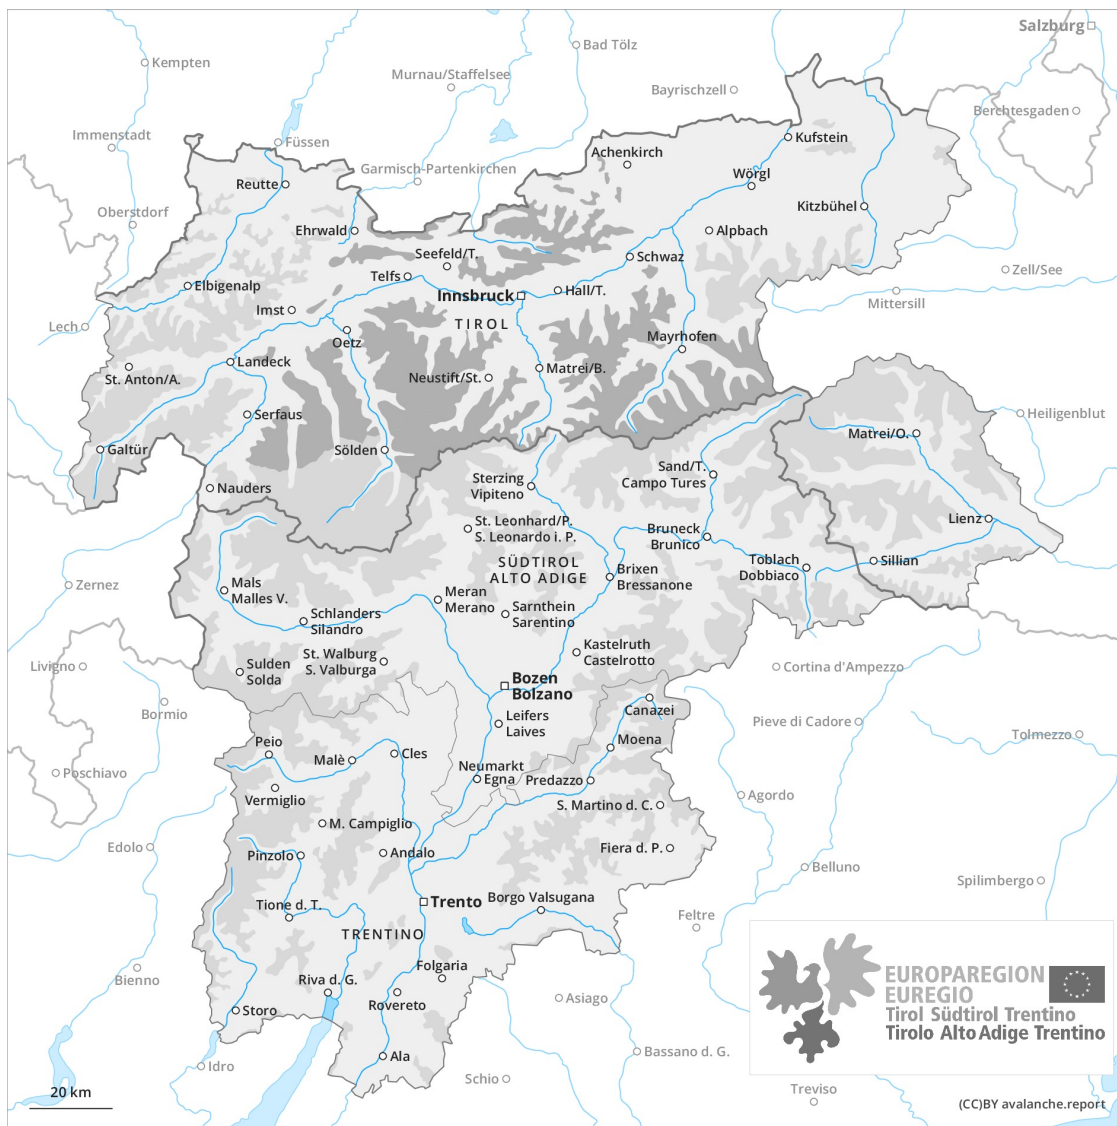 Salzburg
Bad Tölz
Kempten
Murnau/Staffelsee
Bayrischzell
Berchtesgaden
Immenstadt
Füssen
Kufstein
Achenkirch
Garmisch-Partenkirchen
Wörgl
Reutte
Oberstdorf
Kitzbühel
Ehrwald
Alpbach
Seefeld/T.
Schwaz
Telfs
Zell/See
Elbigenalp
Innsbruck
Hall/T.
Mittersill
Imst
Lech
TIROL
Oetz
Mayrhofen
Landeck
Matrei/B.
St. Anton/A.
Neustift/St.
Serfaus
Heiligenblut
Matrei/O.
Galtür
Sölden
Sand/T.
Campo Tures
Sterzing
Vipiteno
Nauders
St. Leonhard/P.
S. Leonardo i. P.
Lienz
Bruneck
Brunico
SÜDTIROL
ALTO ADIGE
Toblach
Dobbiaco
Sillian
Brixen
Bressanone
Zernez
Mals
Malles V.
Meran
Merano
Sarnthein
Sarentino
Schlanders
Silandro
Kastelruth
Castelrotto
St. Walburg
S. Valburga
Livigno
Sulden
Solda
Cortina d'Ampezzo
Bozen
Bolzano
Bormio
Canazei
Leifers
Laives
Pieve di Cadore
Tolmezzo
Peio
Moena
Cles
Malè
Poschiavo
Neumarkt
Egna
Predazzo
Vermiglio
Agordo
S. Martino d. C.
M. Campiglio
Edolo
Pinzolo
Andalo
Fiera d. P.
Belluno
Spilimbergo
Borgo Valsugana
Trento
Tione d. T.
Feltre
TRENTINO
Folgaria
Bienno
Riva d. G.
Rovereto
Asiago
Storo
EUROPAREGION
EUREGIO
Tirol Südtirol Trentino
Tirolo Alto Adige Trentino
Ala
Bassano d. G.
Idro
Schio
20 km
Treviso
(CC)BY avalanche.report